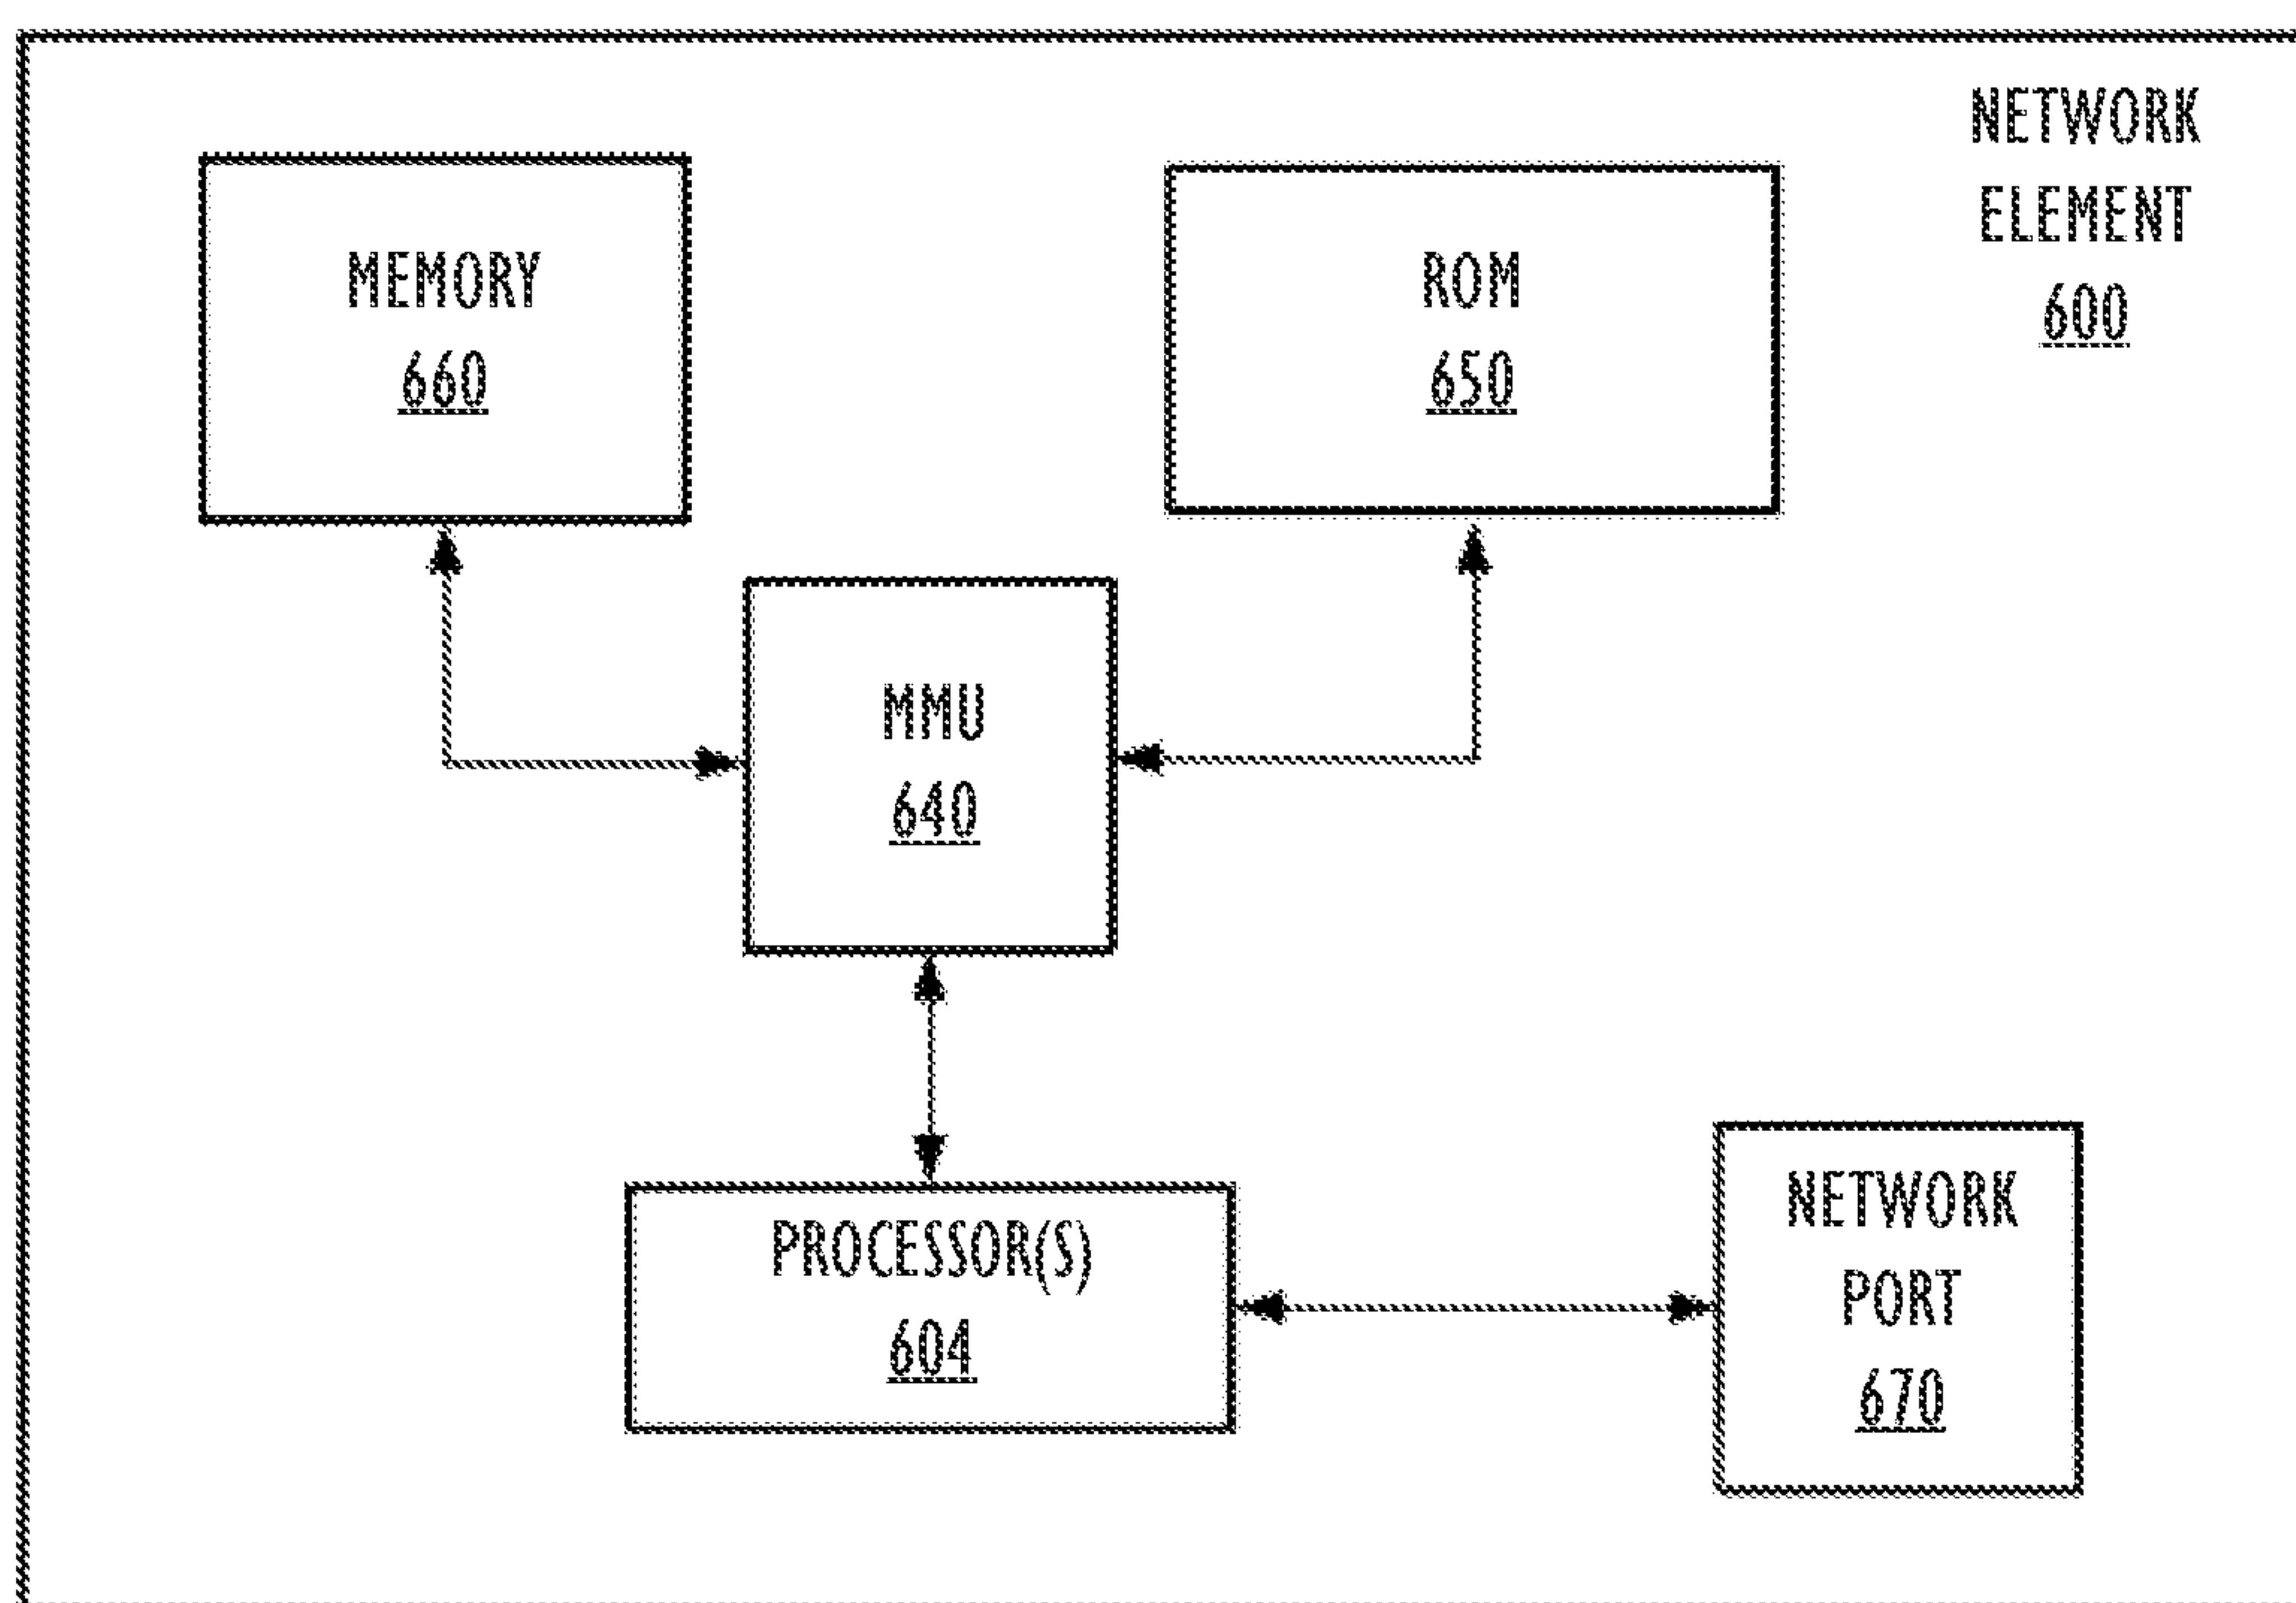 NETWORK
ELEMENT
600
MEMORY
660
ROM
650
MMU
640
PROCESSOR(S)
604
NETWORK
PORT
670